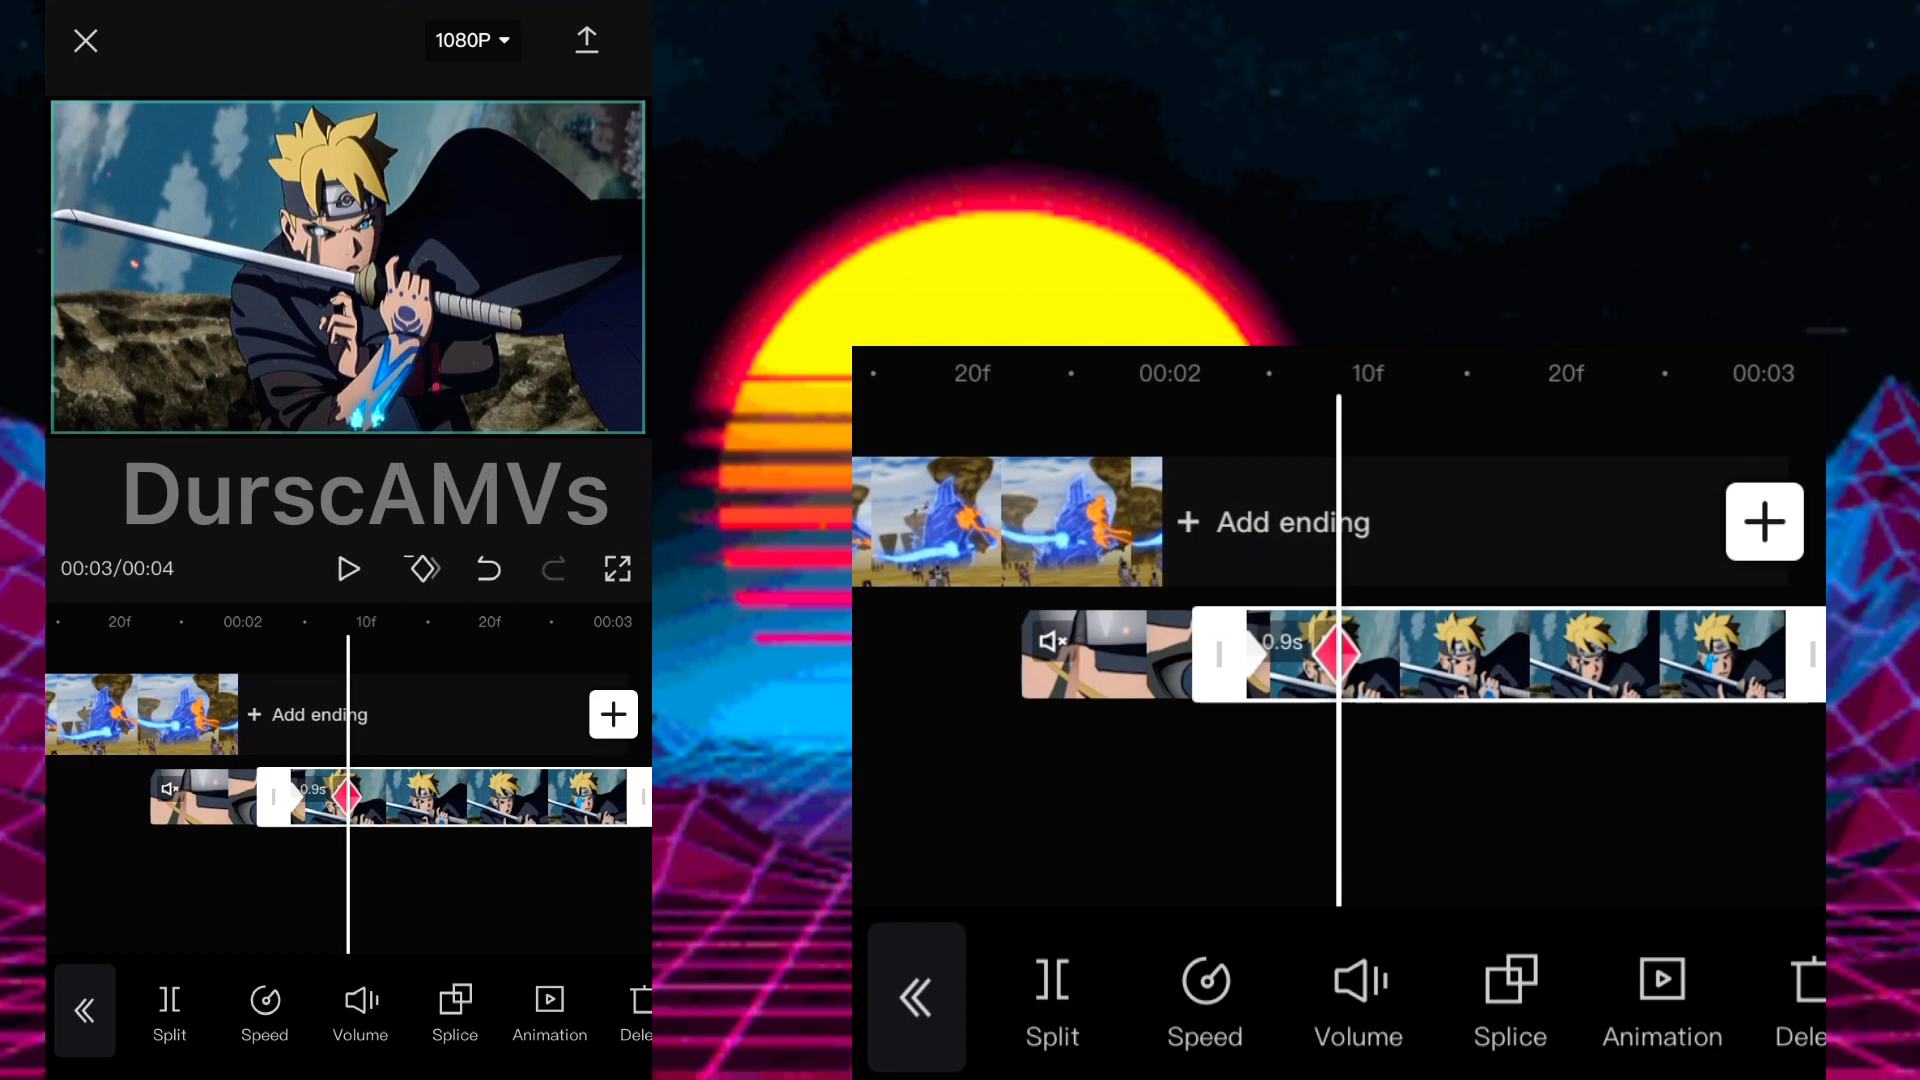 1080P
DurscAMVs
00:03/00:04
20f 00:02 10f 20f 00:03
+ Add ending
0.9s
Split Speed Volume Splice Animation Dele
20f 00:02 10f 20f 00:03
+ Add ending
0.9s
Split Speed Volume Splice Animation Dele